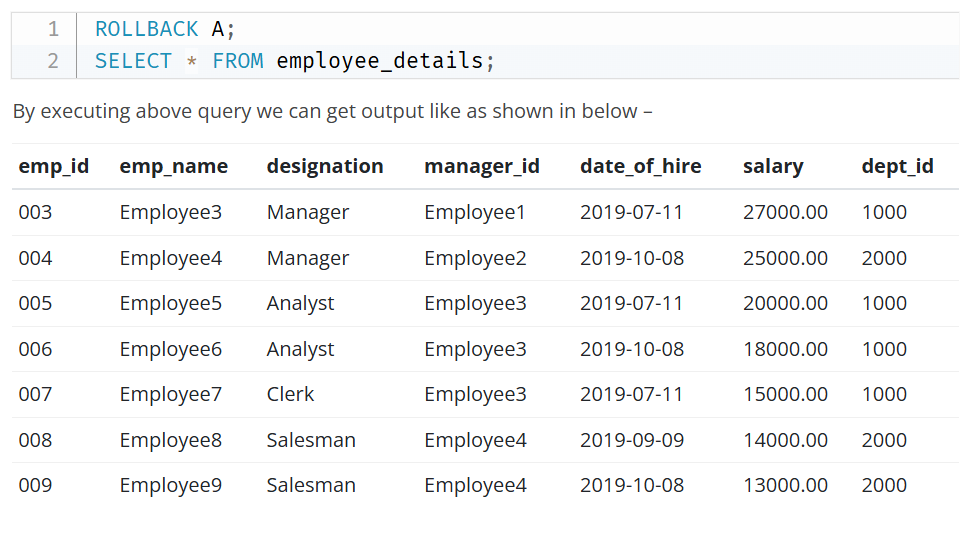 1 ROLLBACK A;
2 SELECT * FROM employee_details;
By executing above query we can get output like as shown in below –
emp_id emp_name designation manager_id date_of_hire salary dept_id
003 Employee3 Manager Employee1 2019-07-11 27000.00 1000
004 Employee4 Manager Employee2 2019-10-08 25000.00 2000
005 Employee5 Analyst Employee3 2019-07-11 20000.00 1000
006 Employee6 Analyst Employee3 2019-10-08 18000.00 1000
007 Employee7 Clerk Employee3 2019-07-11 15000.00 1000
008 Employee8 Salesman Employee4 2019-09-09 14000.00 2000
009 Employee9 Salesman Employee4 2019-10-08 13000.00 2000